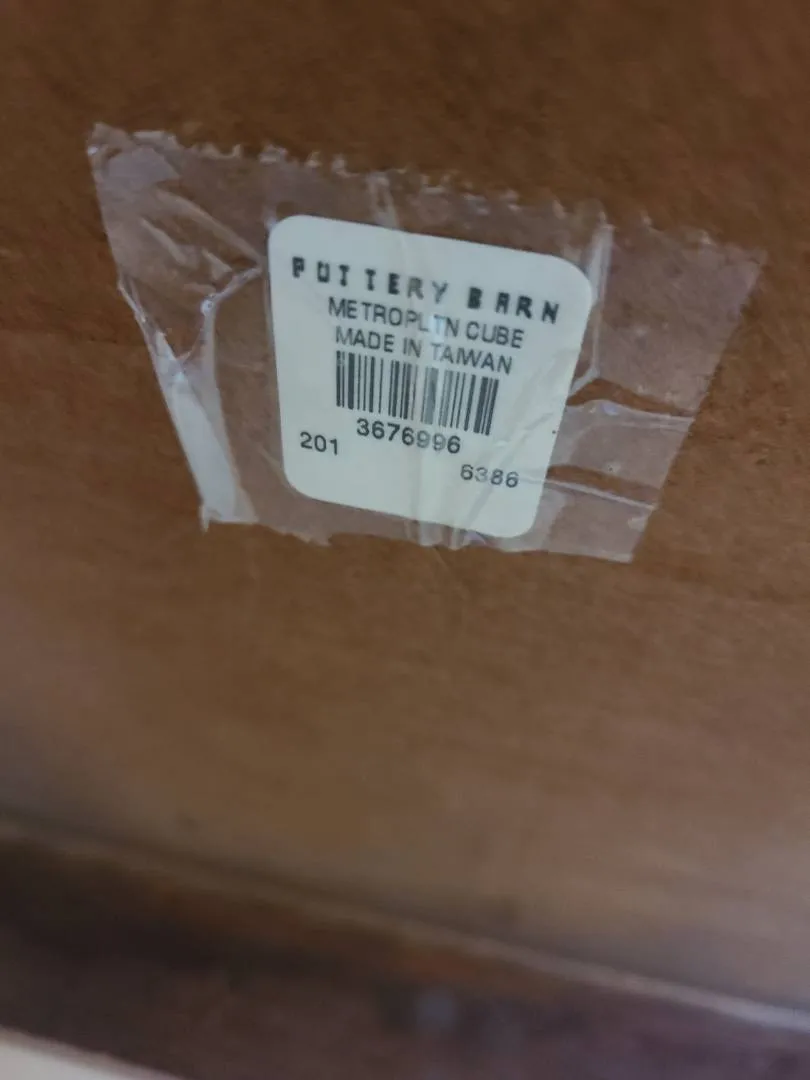 POTTERY BARN
METROPLTN CUBE
MADE IN TAIWAN
3676996
201
6386